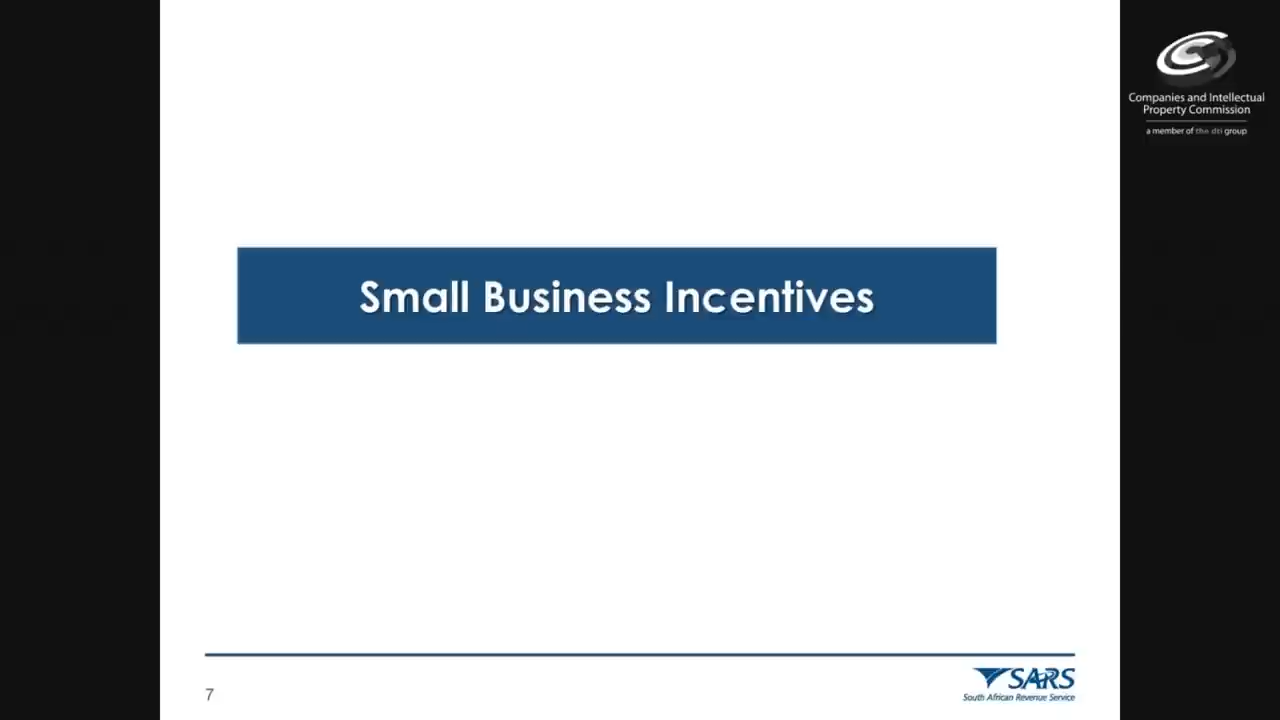 Companies and Intellectual
Property Commission
a member of the dti group
Small Business Incentives
7
SARS
South African Revenue Service